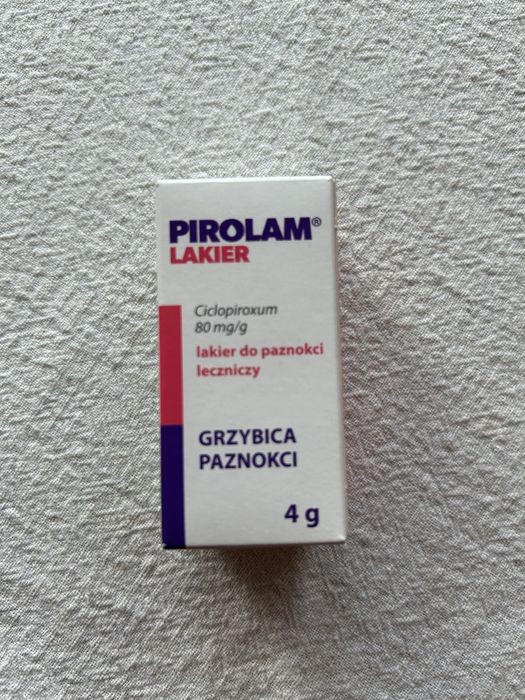 PIROLAM®
LAKIER
Ciclopiroxum
80 mg/g
lakier do paznokci
leczniczy
GRZYBICA
PAZNOKCI
4 g